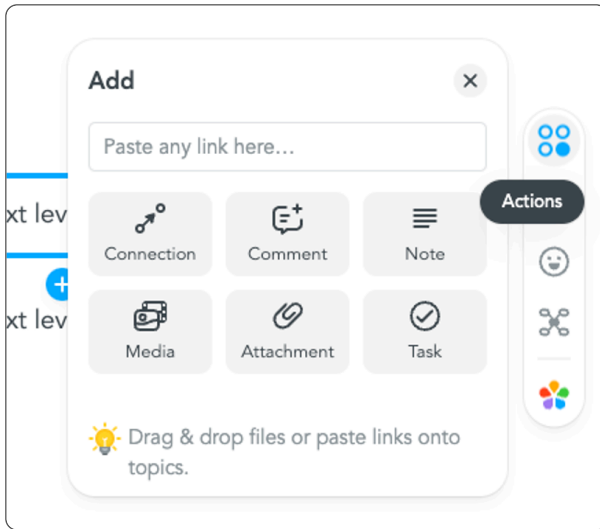 Add
Paste any link here...
Actions
xt lev
Connection
Comment
Note
xt lev
Media
Attachment
Task
Drag & drop files or paste links onto
topics.